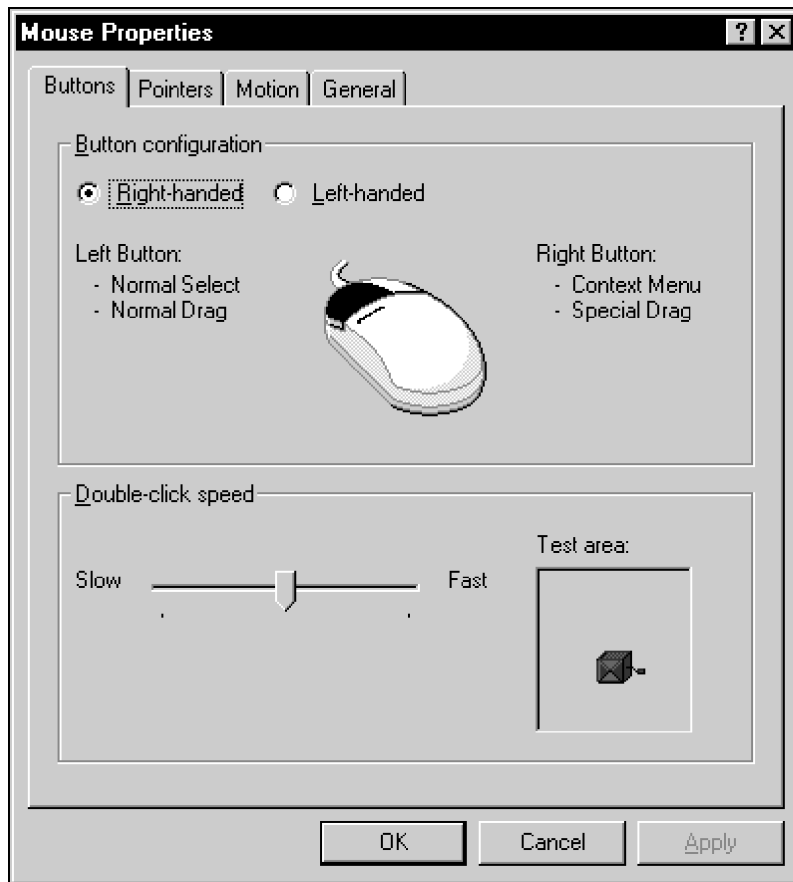 Mouse Properties
Buttons Pointers Motion General
Button configuration
Right-handed Left-handed
Left Button:
- Normal Select
- Normal Drag
Right Button:
- Context Menu
- Special Drag
Double-click speed
Test area:
Slow Fast
OK Cancel Apply